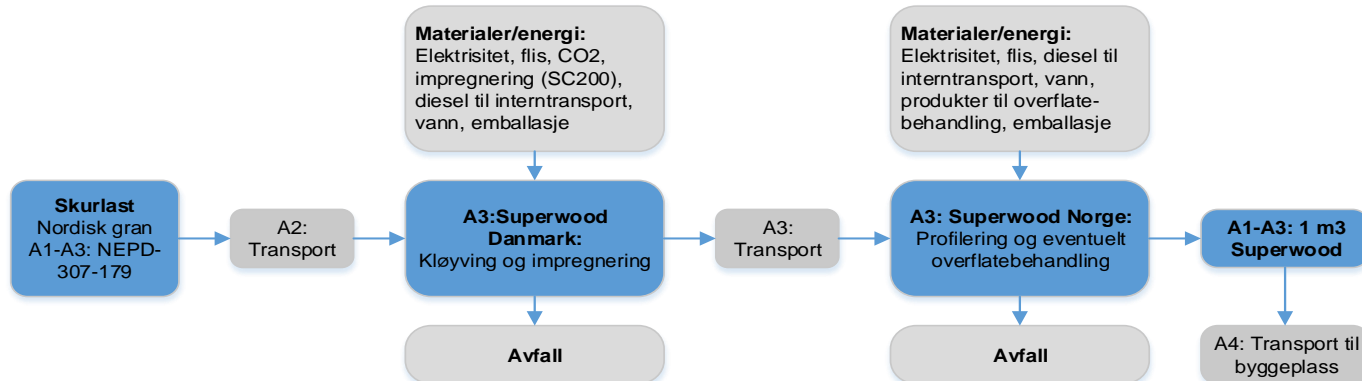 Materialer/energi:
Elektrisitet, flis, CO2,
impregnering (SC200),
diesel til interntransport,
vann, emballasje
Materialer/energi:
Elektrisitet, flis, diesel til
interntransport, vann,
produkter til overflate-
behandling, emballasje
Skurlast
Nordisk gran
A1-A3: NEPD-
307-179
A2:
Transport
A3:Superwood
Danmark:
Kløyving og impregnering
A3:
Transport
A3: Superwood Norge:
Profilering og eventuelt
overflatebehandling
A1-A3: 1 m3
Superwood
Avfall
Avfall
A4: Transport til
byggeplass